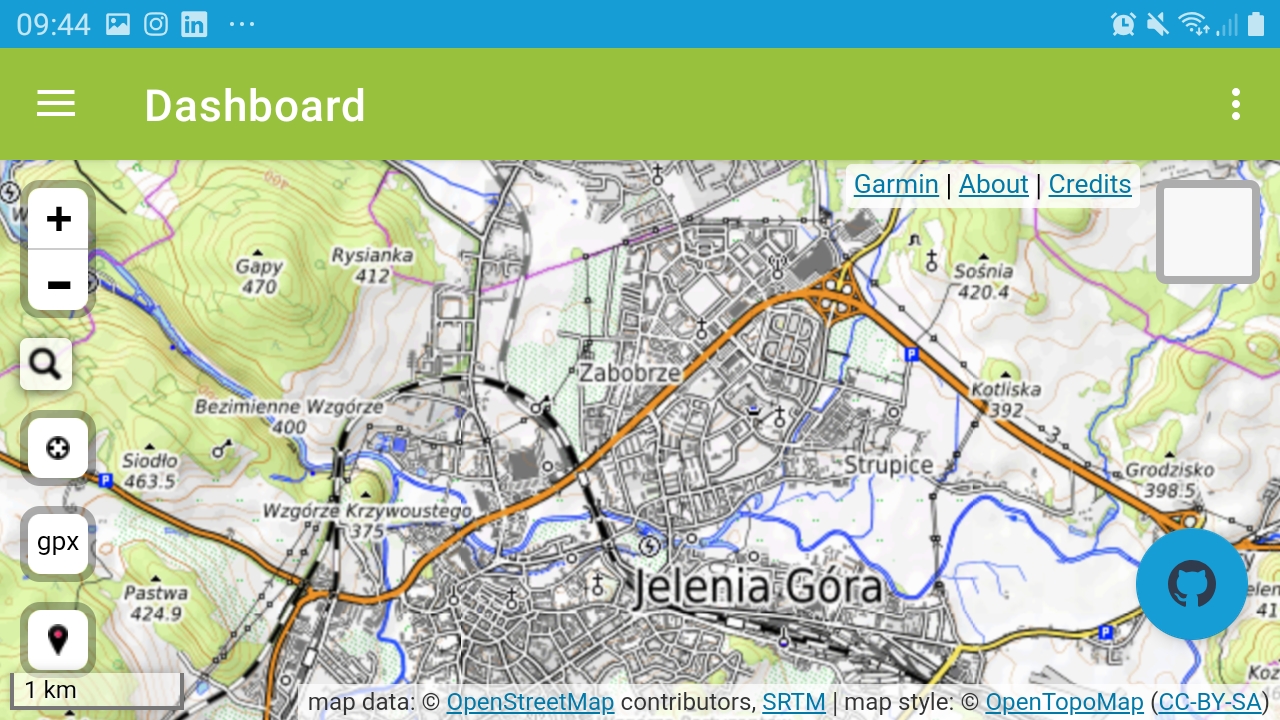 09:44
Dashboard
Garmin | About | Credits
+
-
gpx
Gapy
470
Rysianka
412
Sośnia
420.4
Zabobrze
Kotliska
392
3
Bezimienne Wzgórze
400
Siodło
463.5
Strupice
Grodzisko
398.5
Wzgórze Krzywoustego
375
Jelenia Góra
Pastwa
424.9
400
P
P
P
1 km
map data: © OpenStreetMap contributors, SRTM | map style: © OpenTopoMap (CC-BY-SA)